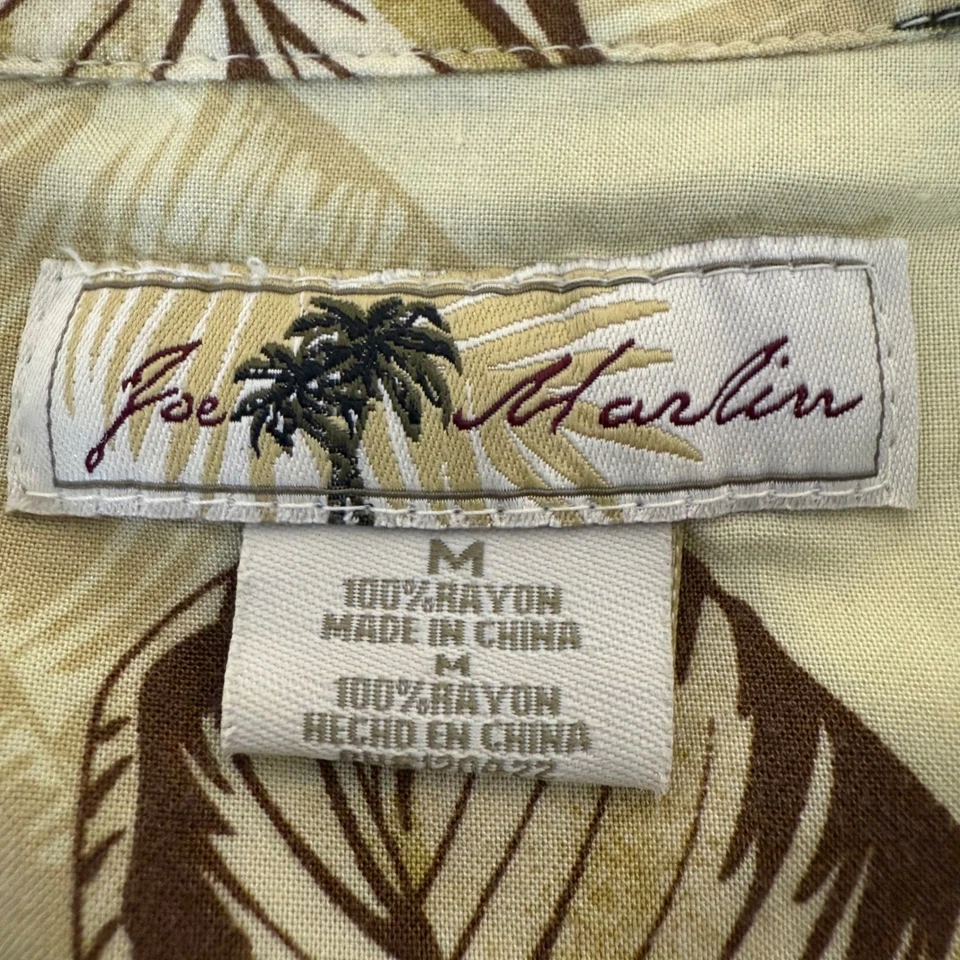 Joe Marlin
M
100%RAYON
MADE IN CHINA
M
100%RAYON
HECHO EN CHINA